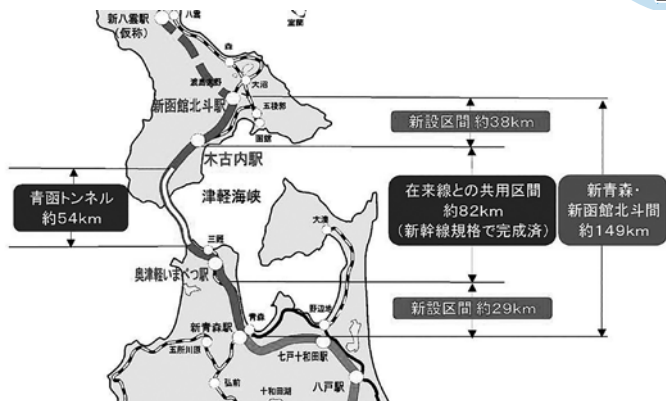 八雲
新八雲駅
(仮称)
室蘭
森
大沼
新函館北斗駅
五稜郭
函館
木古内駅
新設区間 約38km
青函トンネル
約54km
津軽海峡
在来線との共用区間
約82km
(新幹線規格で完成済)
新青森・
新函館北斗間
約149km
大湊
三厩
奥津軽いまべつ駅
新設区間 約29km
青森
野辺地
新青森駅
五所川原
七戸十和田駅
弘前
十和田湖
八戸駅